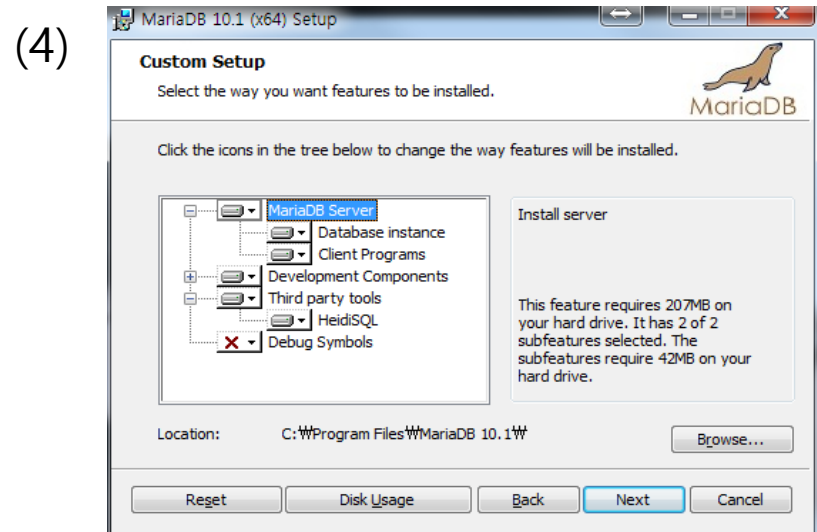 (4)
MariaDB 10.1 (x64) Setup
Custom Setup
Select the way you want features to be installed.
MariaDB
Click the icons in the tree below to change the way features will be installed.
MariaDB Server
Database instance
Client Programs
Development Components
Third party tools
HeidiSQL
Debug Symbols
Install server
This feature requires 207MB on
your hard drive. It has 2 of 2
subfeatures selected. The
subfeatures require 42MB on your
hard drive.
Location: C:₩Program Files₩MariaDB 10.1₩
Browse...
Reset Disk Usage Back Next Cancel